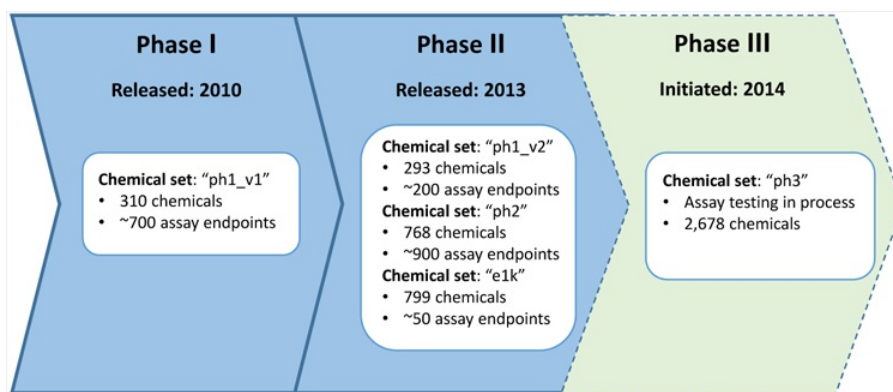 Phase I
Released: 2010
Chemical set: “ph1_v1”
• 310 chemicals
• ~700 assay endpoints
Phase II
Released: 2013
Chemical set: “ph1_v2”
• 293 chemicals
• ~200 assay endpoints
Chemical set: “ph2”
• 768 chemicals
• ~900 assay endpoints
Chemical set: “e1k”
• 799 chemicals
• ~50 assay endpoints
Phase III
Initiated: 2014
Chemical set: “ph3”
• Assay testing in process
• 2,678 chemicals